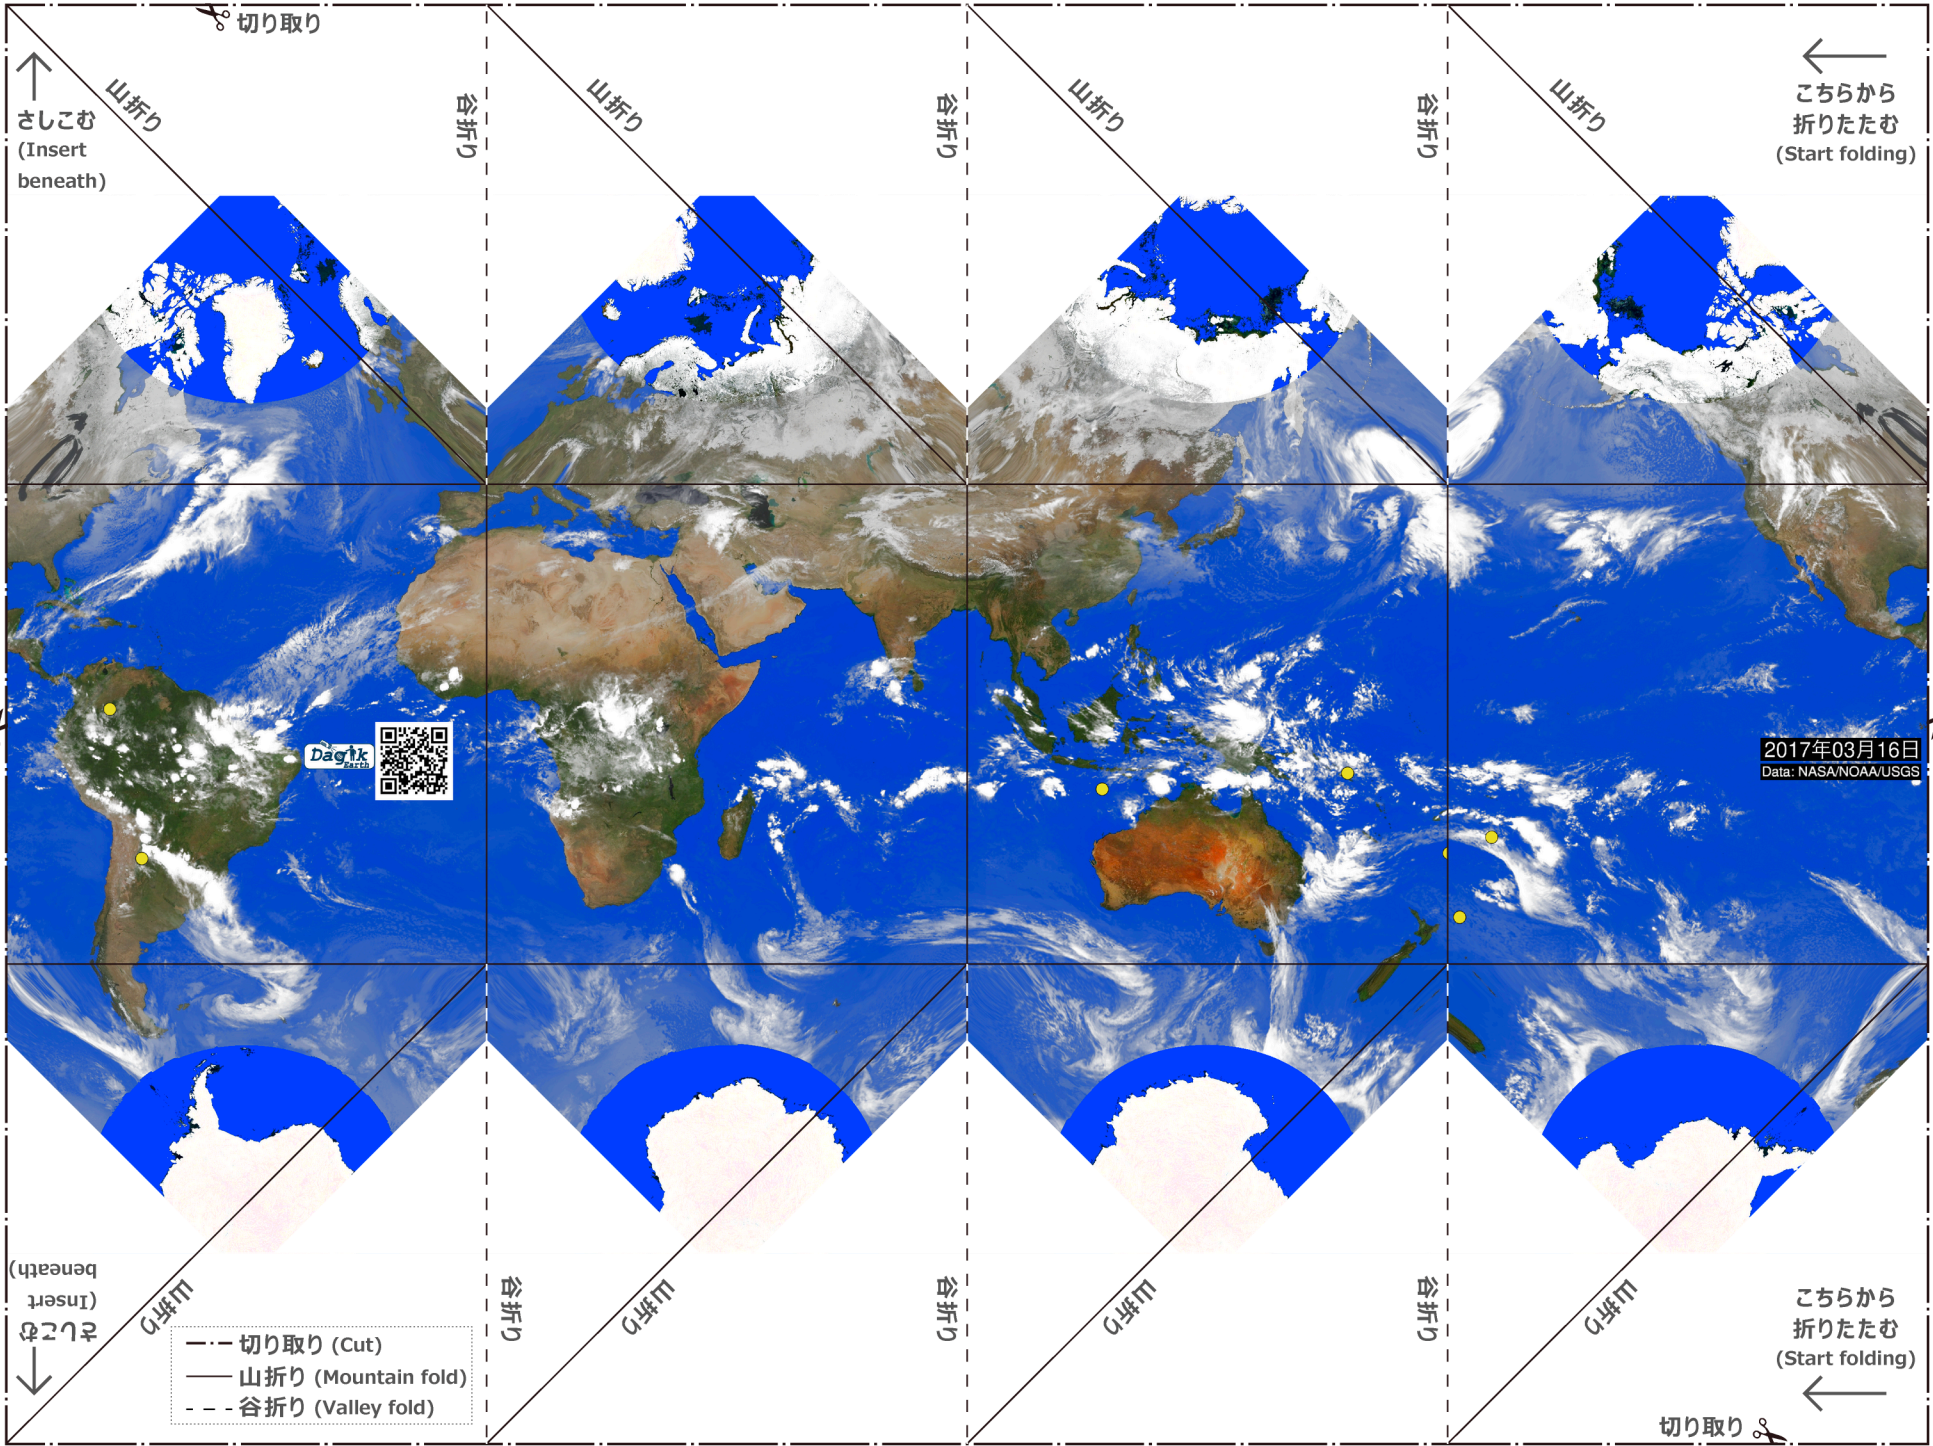 切り取り
山折り
谷折り
山折り
谷折り
山折り
谷折り
山折り
さしこむ
(Insert
beneath)
こちらから
折りたたむ
(Start folding)
Dagik
Earth
2017年03月16日
Data: NASA/NOAA/USGS
さしこむ
(Insert
beneath)
山折り
谷折り
山折り
谷折り
山折り
谷折り
山折り
こちらから
折りたたむ
(Start folding)
切り取り (Cut)
山折り (Mountain fold)
谷折り (Valley fold)
切り取り